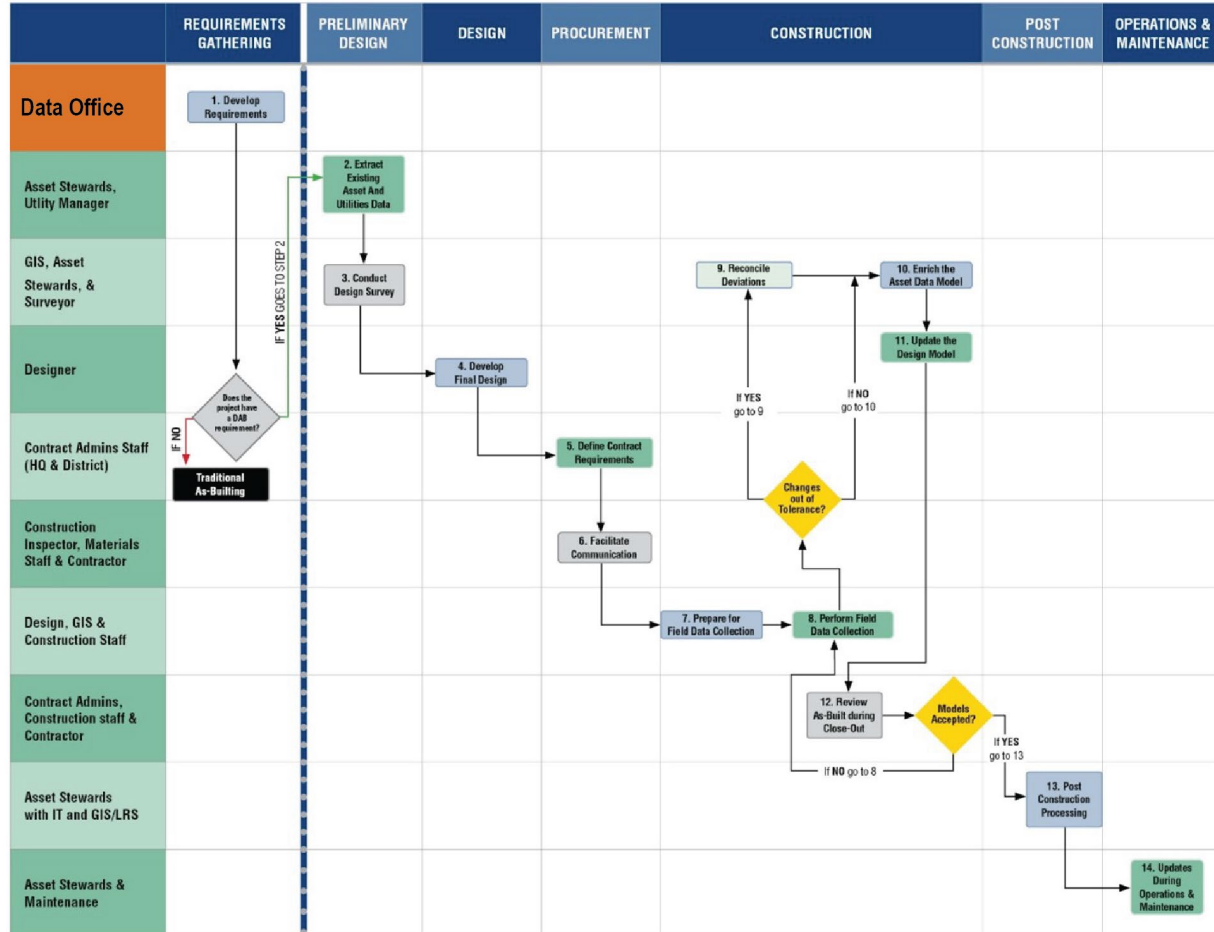 REQUIREMENTS
GATHERING
PRELIMINARY
DESIGN
DESIGN
PROCUREMENT
CONSTRUCTION
POST
CONSTRUCTION
OPERATIONS &
MAINTENANCE
Data Office
1. Develop
Requirements
Asset Stewards,
Utlity Manager
2. Extract
Existing
Asset And
Utilities Data
IF YES GOES TO STEP 2
GIS, Asset
Stewards, &
Surveyor
3. Conduct
Design Survey
9. Reconcile
Deviations
10. Enrich the
Asset Data Model
11. Update the
Design Model
Designer
Does the
project have
a DAB
requirement?
4. Develop
Final Design
If YES
go to 9
If NO
go to 10
Contract Admins Staff
(HQ & District)
IF NO
Traditional
As-Builting
5. Define Contract
Requirements
Changes
out of
Tolerance?
Construction
Inspector, Materials
Staff & Contractor
6. Facilitate
Communication
Design, GIS &
Construction Staff
7. Prepare for
Field Data Collection
8. Perform Field
Data Collection
Contract Admins,
Construction staff &
Contractor
12. Review
As-Built during
Close-Out
Models
Accepted?
If YES
go to 13
If NO go to 8
Asset Stewards
with IT and GIS/LRS
13. Post
Construction
Processing
Asset Stewards &
Maintenance
14. Updates
During
Operations &
Maintenance